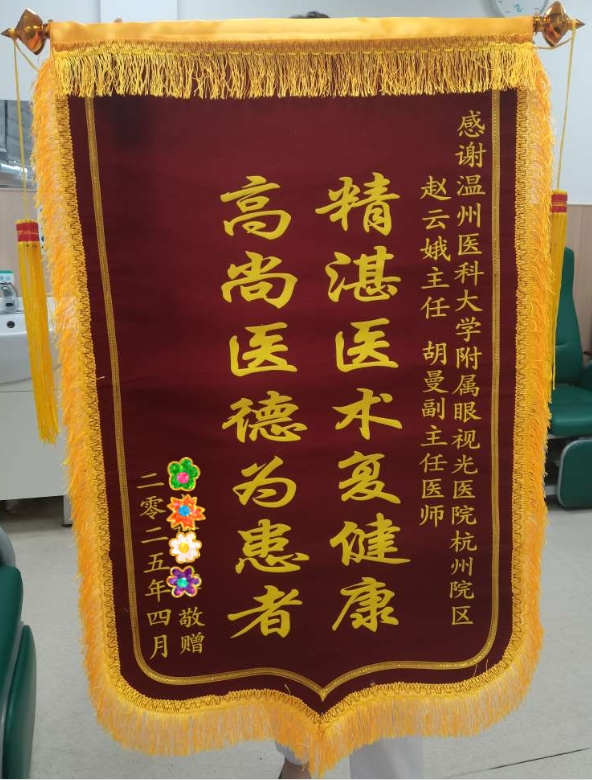 感谢温州医科大学附属眼视光医院杭州院区
赵云娥主任 胡曼副主任医师
精湛医术复健康
高尚医德为患者
敬赠
二零二五年四月